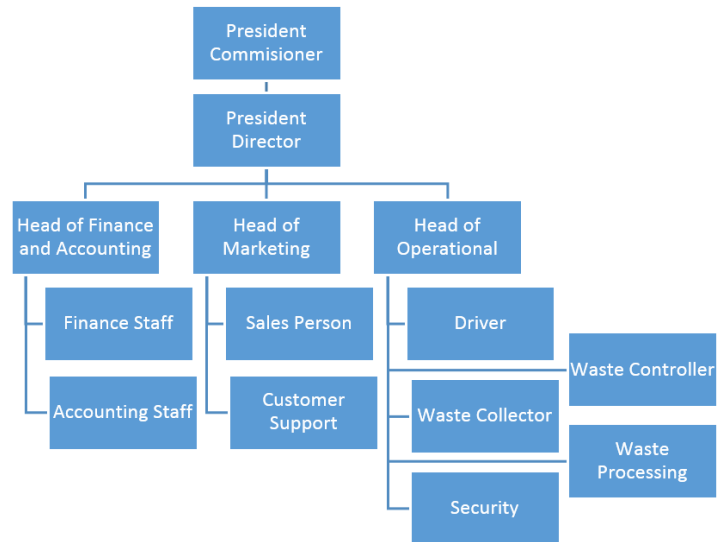 President
Commisioner
President
Director
Head of Finance
and Accounting
Head of
Marketing
Head of
Operational
Finance Staff
Sales Person
Driver
Waste Controller
Accounting Staff
Customer
Support
Waste Collector
Waste
Processing
Security